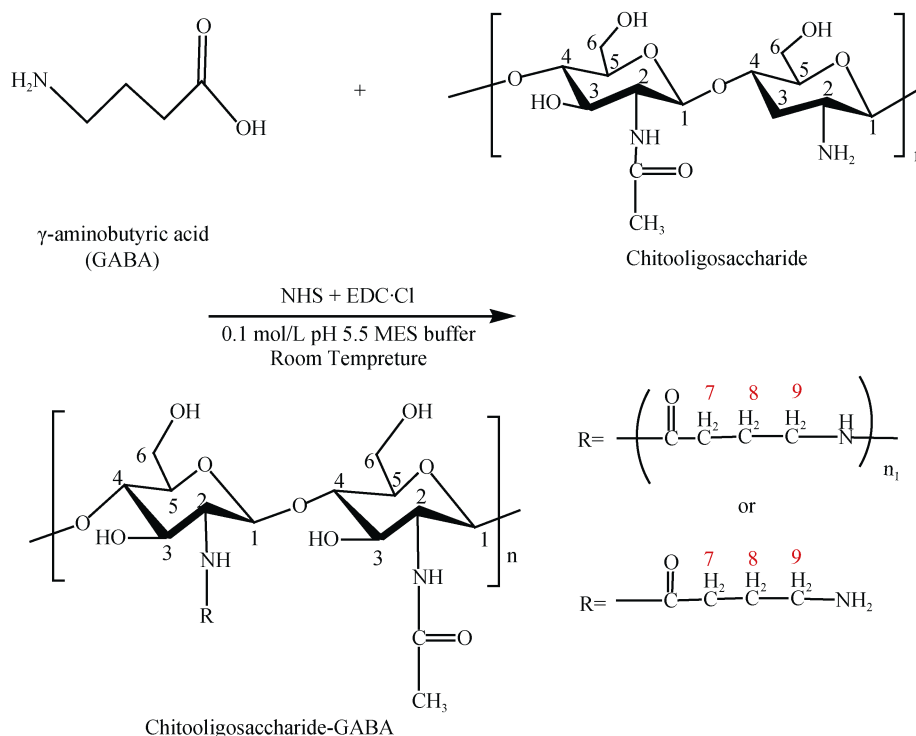 O
H₂N
OH
γ-aminobutyric acid
(GABA)
+
OH
6
O
4
5
2
O
HO
3
1
NH
C
O
CH₃
O
OH
6
O
4
5
3
2
1
NH₂
n
Chitooligosaccharide
NHS + EDC·Cl
0.1 mol/L pH 5.5 MES buffer
Room Tempreture
OH
6
O
4
5
2
O
HO
3
1
NH
R
O
OH
6
O
4
5
2
HO
3
1
NH
C
O
CH₃
n
Chitooligosaccharide-GABA
7 8 9
O
H₂ H₂ H₂ H
R= C C C C N
n₁
or
7 8 9
O
H₂ H₂ H₂
R= C C C C NH₂